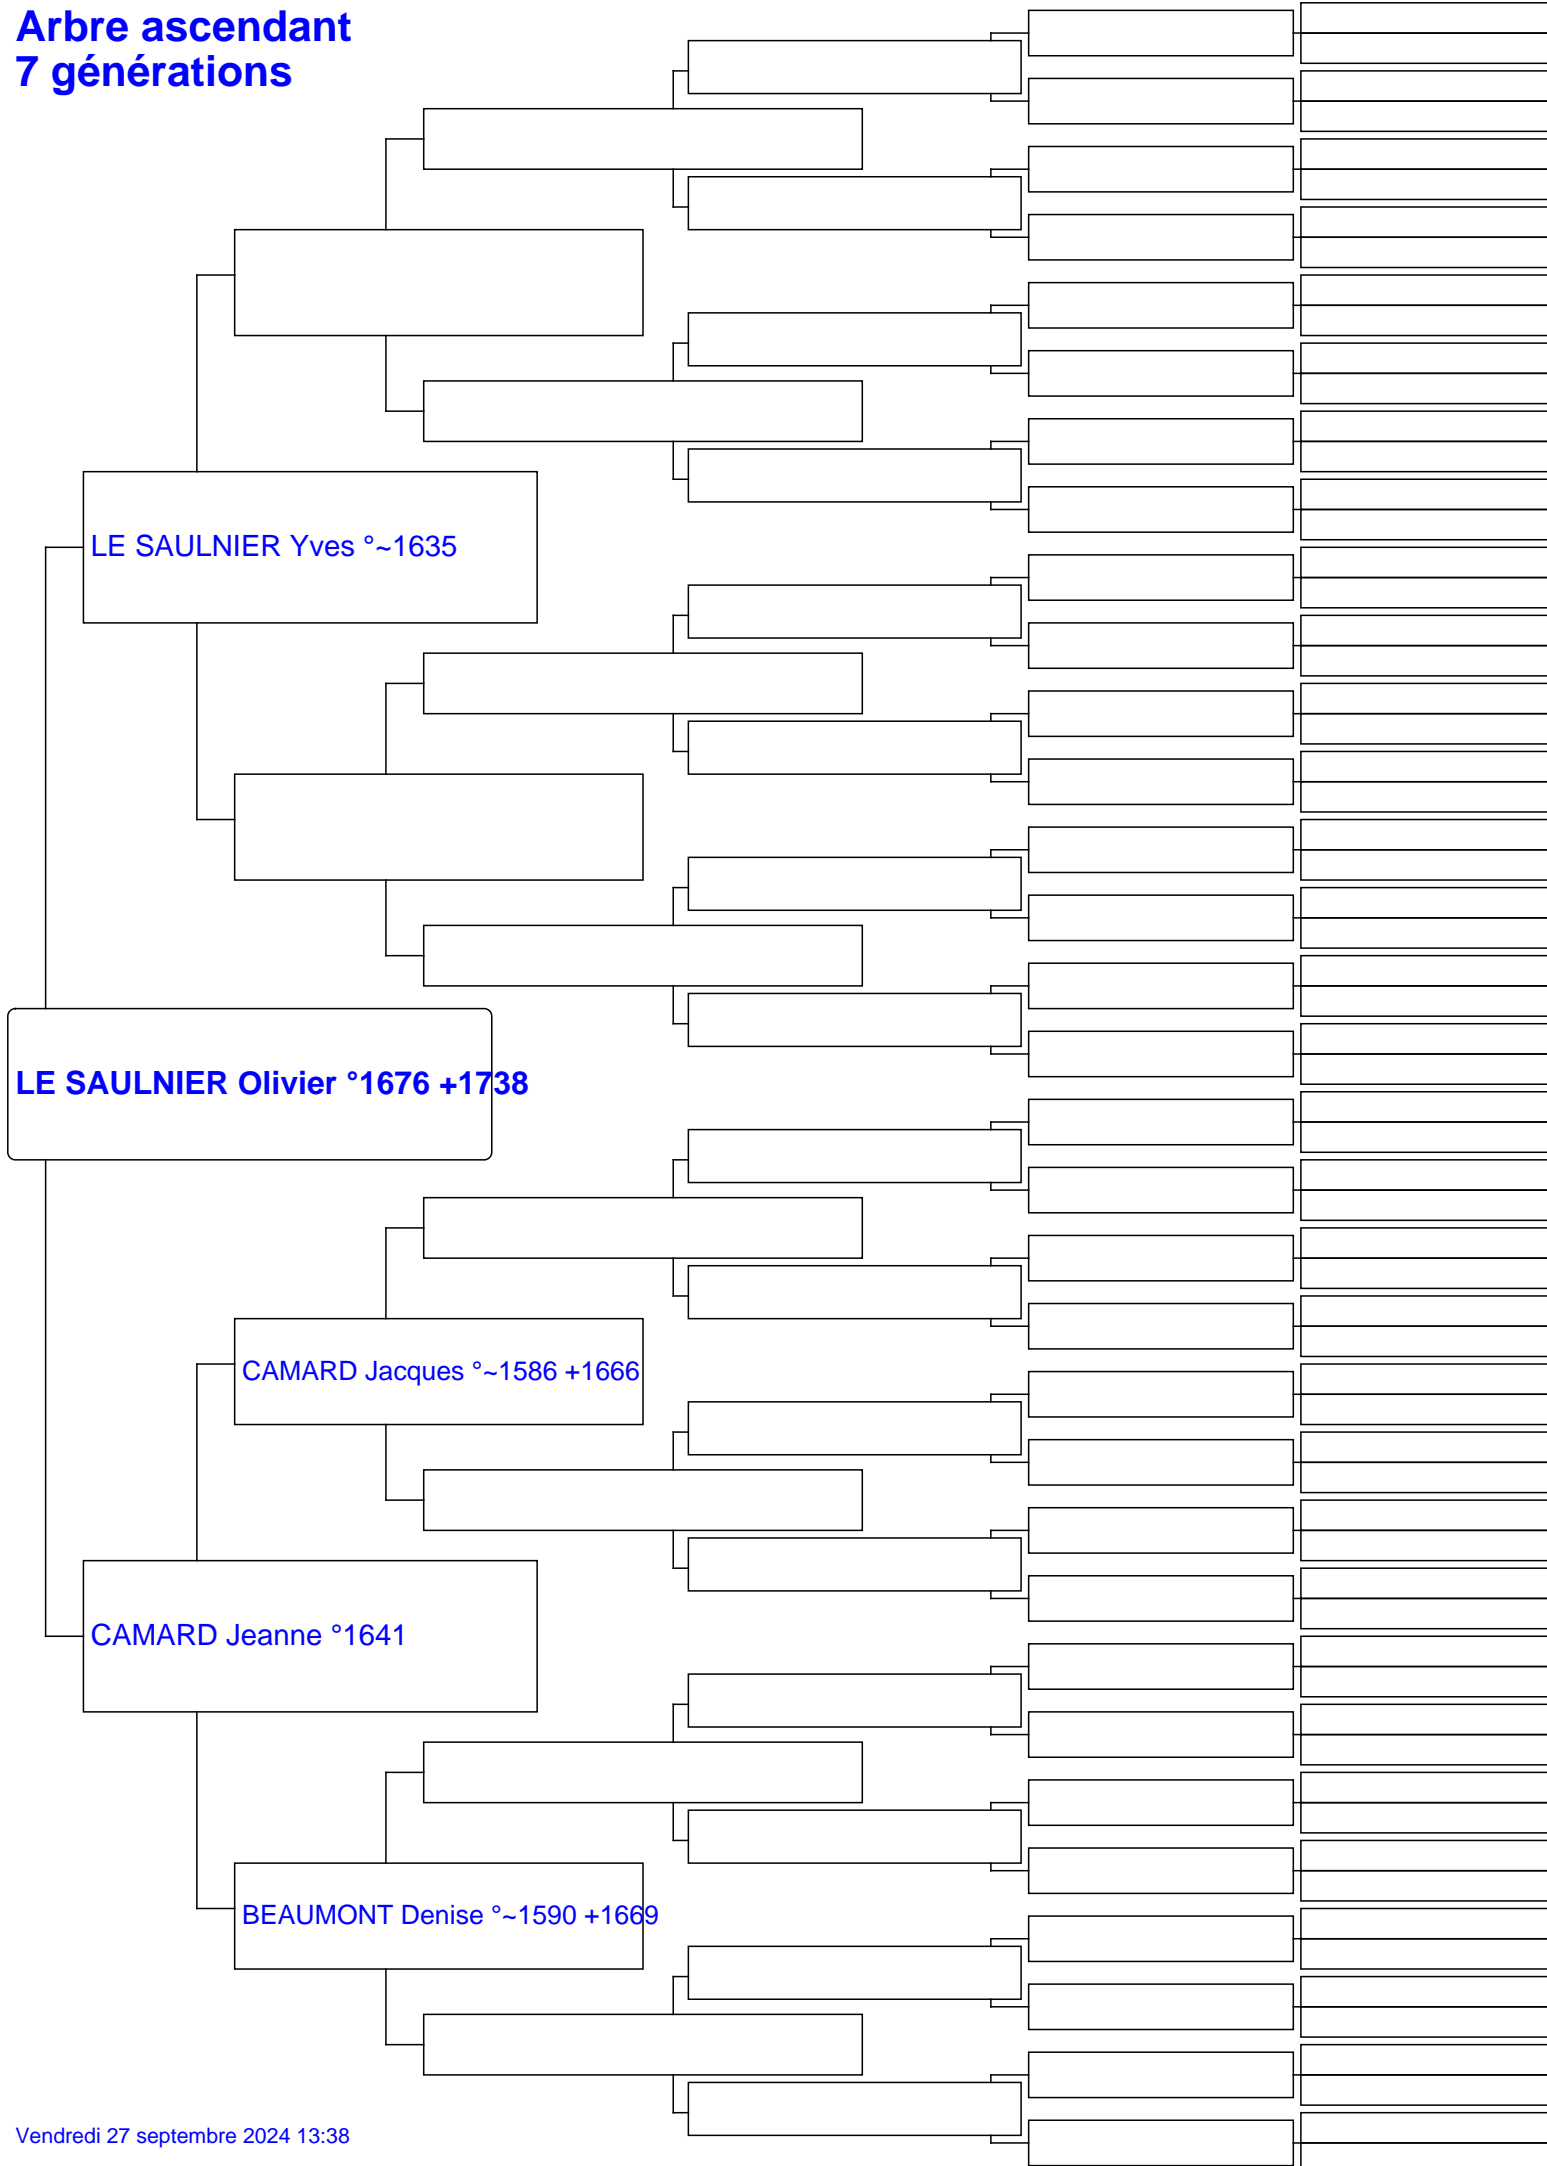 Arbre ascendant
7 générations
LE SAULNIER Yves °~1635
LE SAULNIER Olivier °1676 +1738
CAMARD Jacques °~1586 +1666
CAMARD Jeanne °1641
BEAUMONT Denise °~1590 +1669
Vendredi 27 septembre 2024 13:38